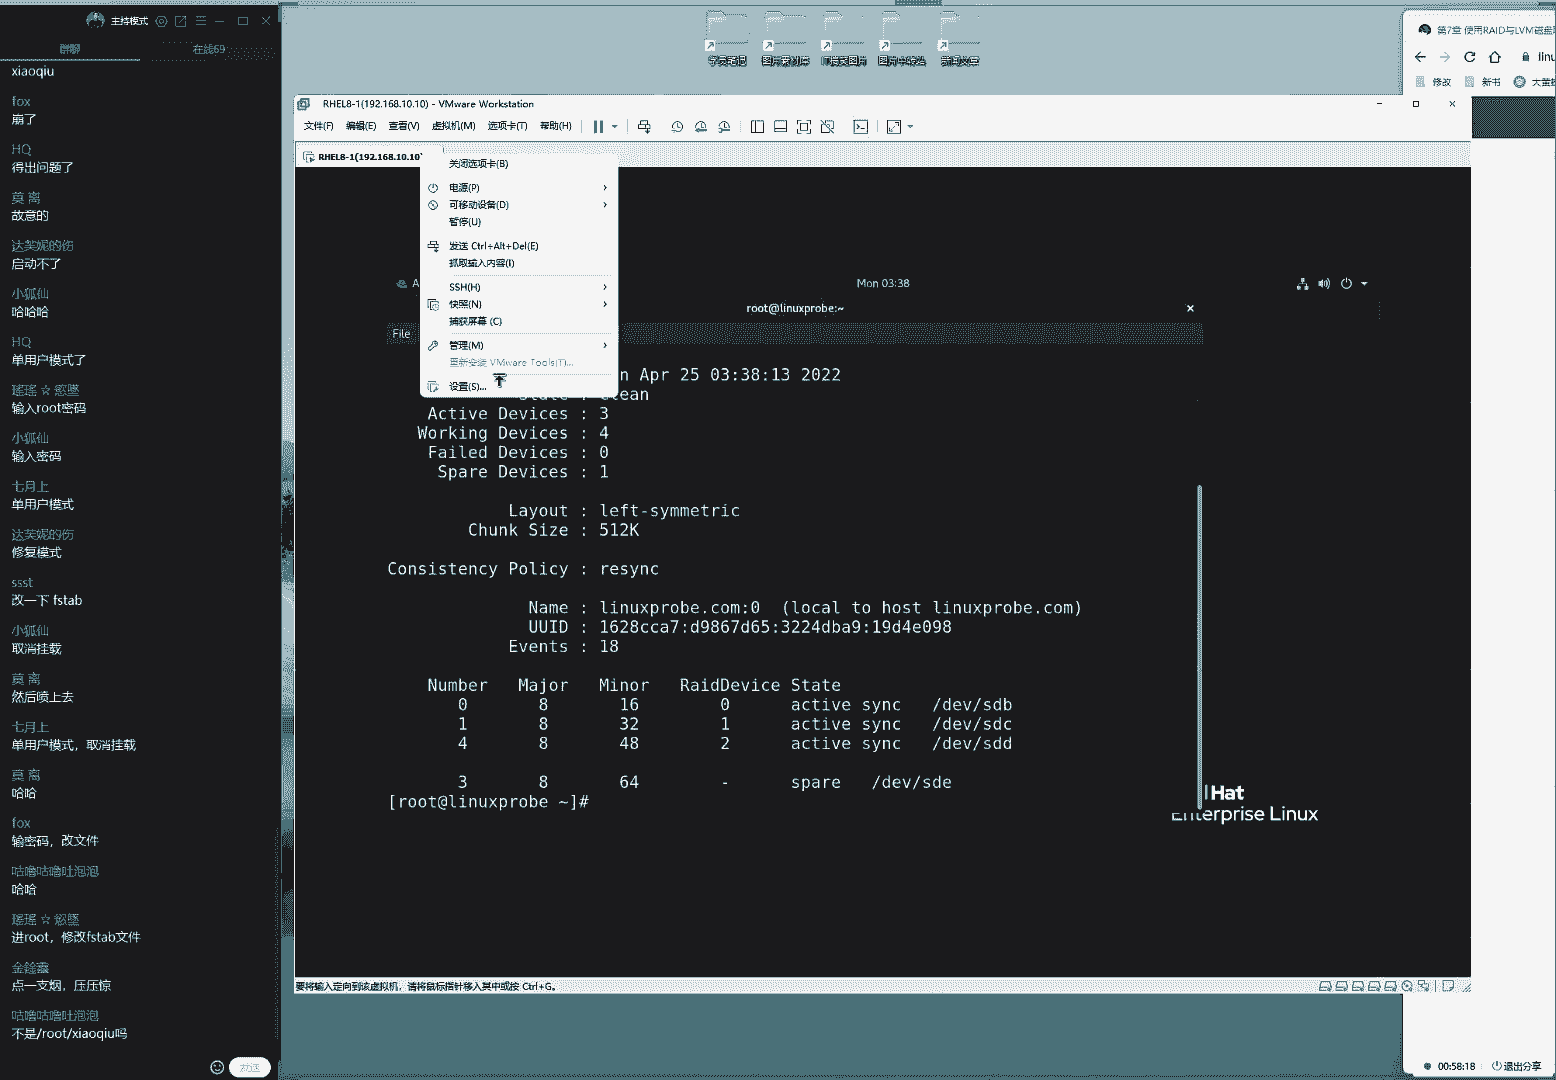 主持模式
群聊
在线69
xiaoqiu
fox
崩了
HQ
得出问题了
莫 离
故意的
达芙妮的伤
启动不了
小狐仙
哈哈哈
HQ
单用户模式了
瑶瑶 ☆
输入root密码
小狐仙
输入密码
七月上
单用户模式
达芙妮的伤
修复模式
ssst
改一下 fstab
小狐仙
取消挂载
莫 离
然后喷上去
七月上
单用户模式，取消挂载
莫 离
哈哈
fox
输密码，改文件
咕噜咕噜吐泡泡
哈哈
瑶瑶 ☆
进root，修改fstab文件
点一支烟，压压惊
咕噜咕噜吐泡泡
不是/root/xiaoqiu吗
发送
RHEL8-1(192.168.10.10) - VMware Workstation
文件(F) 编辑(E) 查看(V) 虚拟机(M) 选项卡(T) 帮助(H)
RHEL8-1(192.168.10.10)
关闭选项卡(B)
电源(P)
可移动设备(D)
暂停(U)
发送 Ctrl+Alt+Del(E)
抓取输入内容(I)
SSH(H)
快照(N)
捕获屏幕 (C)
管理(M)
重新安装 VMware Tools(T)...
设置(S)...
A
Mon 03:38
root@linuxprobe:~
File
n Apr 25 03:38:13 2022
State : clean
Active Devices : 3
Working Devices : 4
Failed Devices : 0
Spare Devices : 1
Layout : left-symmetric
Chunk Size : 512K
Consistency Policy : resync
Name : linuxprobe.com:0 (local to host linuxprobe.com)
UUID : 1628cca7:d9867d65:3224dba9:19d4e098
Events : 18
Number Major Minor RaidDevice State
0 8 16 0 active sync /dev/sdb
1 8 32 1 active sync /dev/sdc
4 8 48 2 active sync /dev/sdd
3 8 64 - spare /dev/sde
[root@linuxprobe ~]#
Hat
Enterprise Linux
要将输入定向到该虚拟机，请将鼠标指针移入其中或按 Ctrl+G。
第7章 使用RAID与LVM磁盘
linu
修改 新书
00:58:18 退出分享